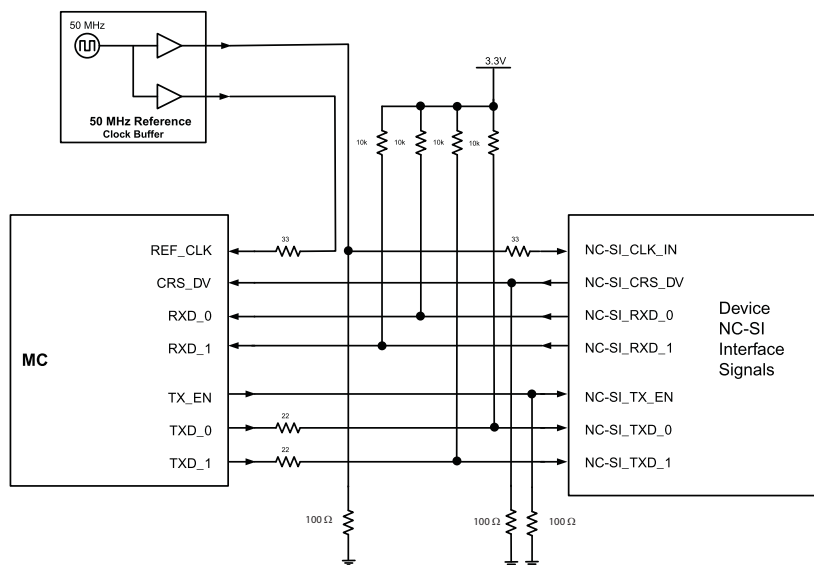 50 MHz
50 MHz Reference
Clock Buffer
3.3V
10k
10k
10k
10k
MC
REF_CLK
CRS_DV
RXD_0
RXD_1
TX_EN
TXD_0
TXD_1
33
22
22
33
NC-SI_CLK_IN
NC-SI_CRS_DV
NC-SI_RXD_0
NC-SI_RXD_1
NC-SI_TX_EN
NC-SI_TXD_0
NC-SI_TXD_1
Device
NC-SI
Interface
Signals
100 Ω
100 Ω
100 Ω